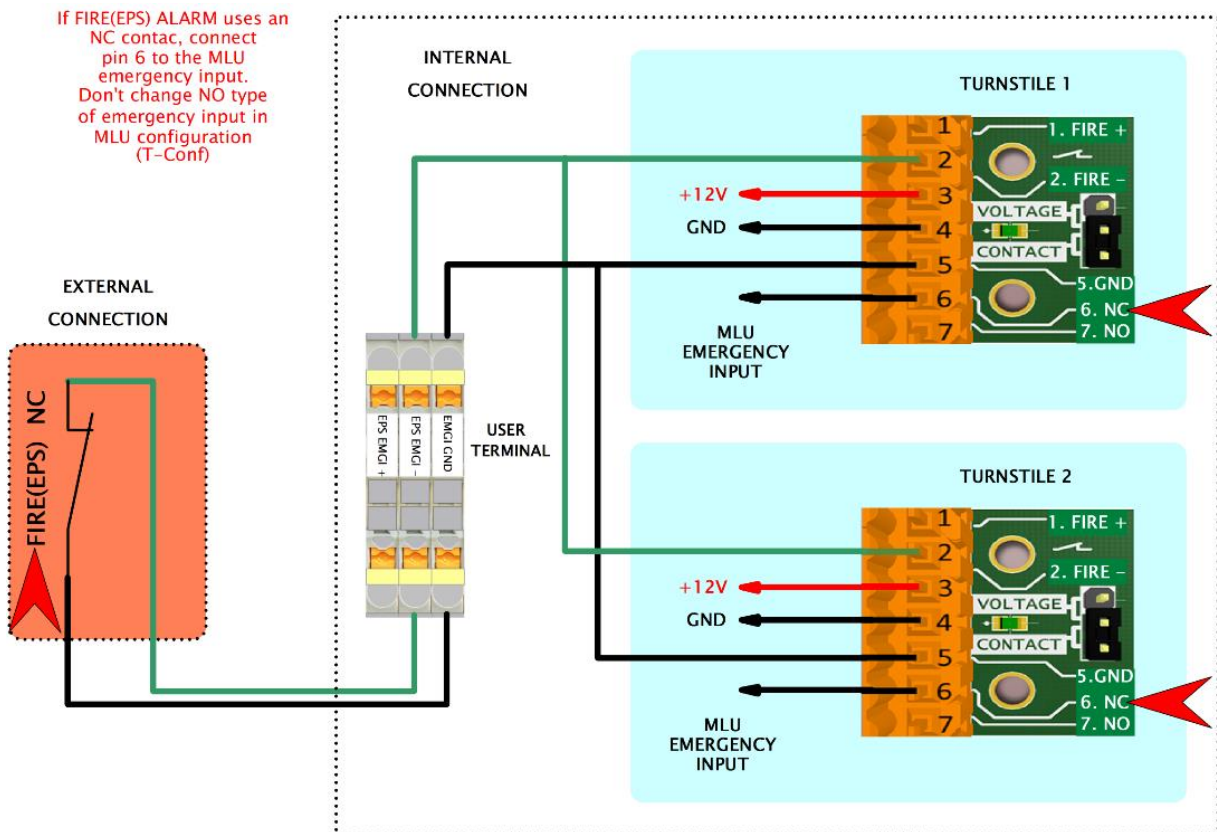 If FIRE(EPS) ALARM uses an
NC contac, connect
pin 6 to the MLU
emergency input.
Don't change NO type
of emergency input in
MLU configuration
(T-Conf)
EXTERNAL
CONNECTION
FIRE(EPS) NC
INTERNAL
CONNECTION
EPS EMGI +
EPS EMGI -
EMGI GND
USER
TERMINAL
TURNSTILE 1
1
2
3
4
5
6
7
+12V
GND
MLU
EMERGENCY
INPUT
1. FIRE +
2. FIRE -
VOLTAGE
CONTACT
5.GND
6. NC
7. NO
TURNSTILE 2
1
2
3
4
5
6
7
+12V
GND
MLU
EMERGENCY
INPUT
1. FIRE +
2. FIRE -
VOLTAGE
CONTACT
5.GND
6. NC
7. NO